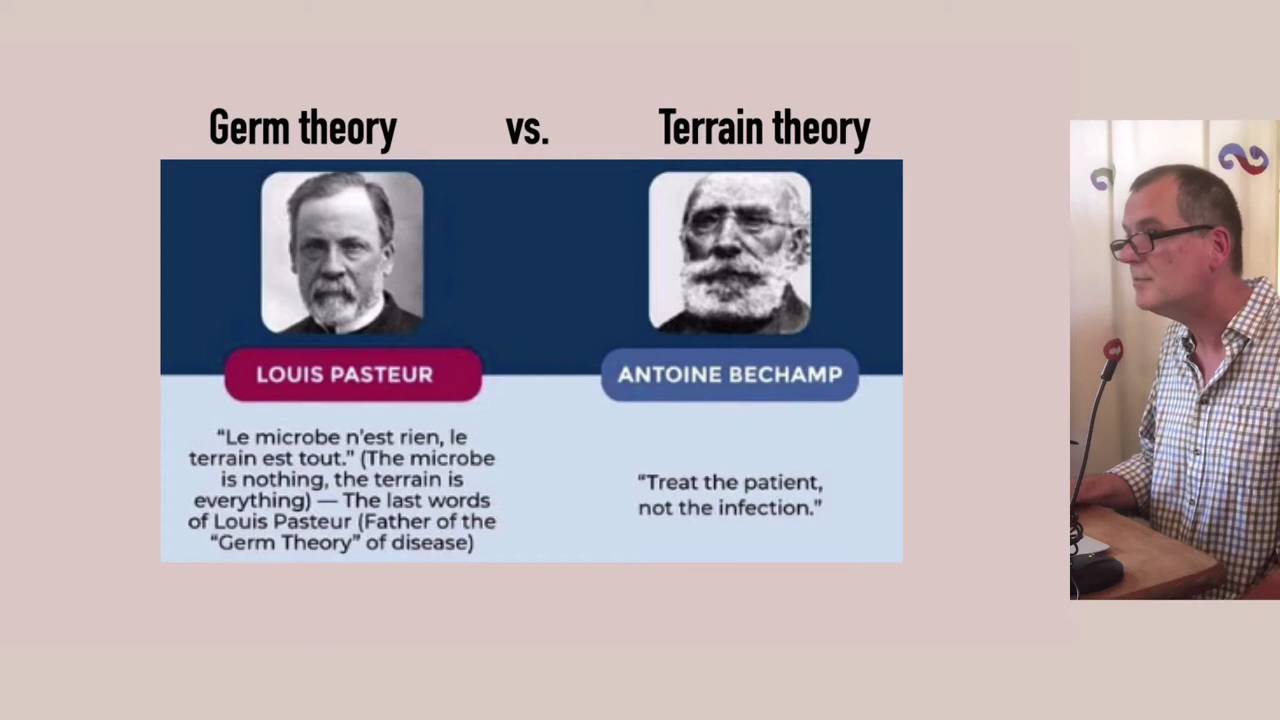 Germ theory vs. Terrain theory
LOUIS PASTEUR
“Le microbe n’est rien, le
terrain est tout.” (The microbe
is nothing, the terrain is
everything) — The last words
of Louis Pasteur (Father of the
“Germ Theory” of disease)
ANTOINE BECHAMP
“Treat the patient,
not the infection.”